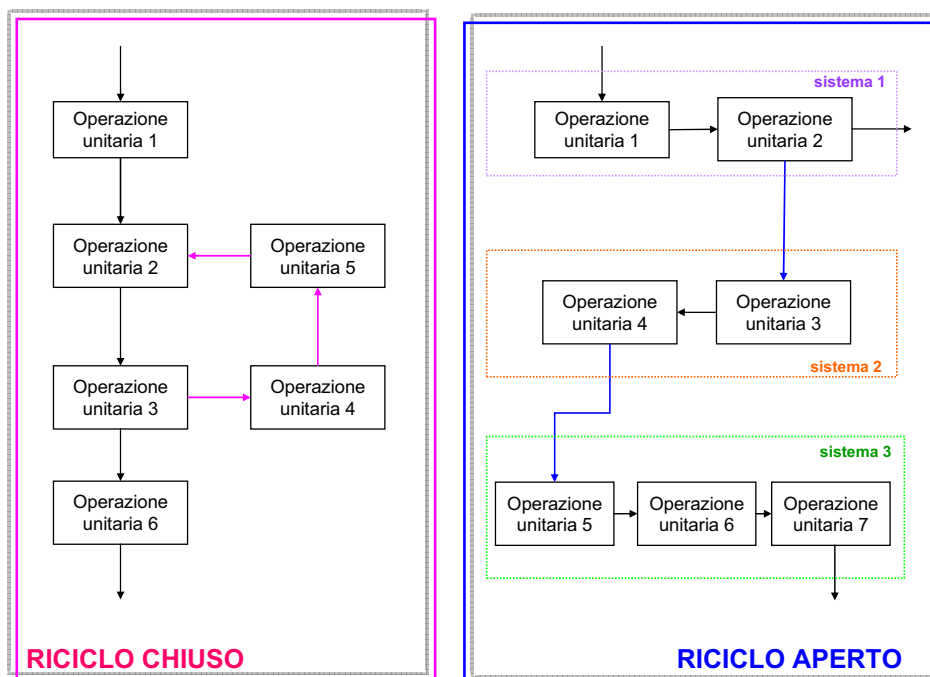 Operazione
unitaria 1
Operazione
unitaria 2
Operazione
unitaria 5
Operazione
unitaria 3
Operazione
unitaria 4
Operazione
unitaria 6
RICICLO CHIUSO
sistema 1
Operazione
unitaria 1
Operazione
unitaria 2
Operazione
unitaria 4
Operazione
unitaria 3
sistema 2
sistema 3
Operazione
unitaria 5
Operazione
unitaria 6
Operazione
unitaria 7
RICICLO APERTO